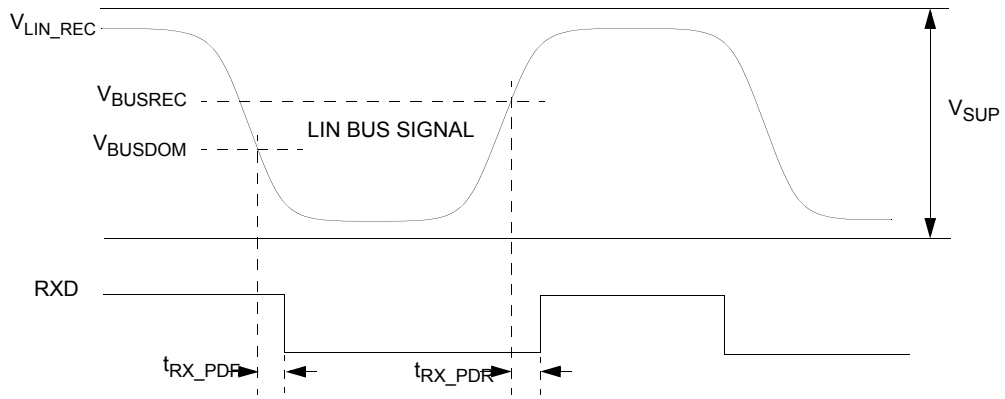 V_LIN_REC
V_BUSREC
V_SUP
LIN BUS SIGNAL
V_BUSDOM
RXD
t_RX_PDF
t_RX_PDR